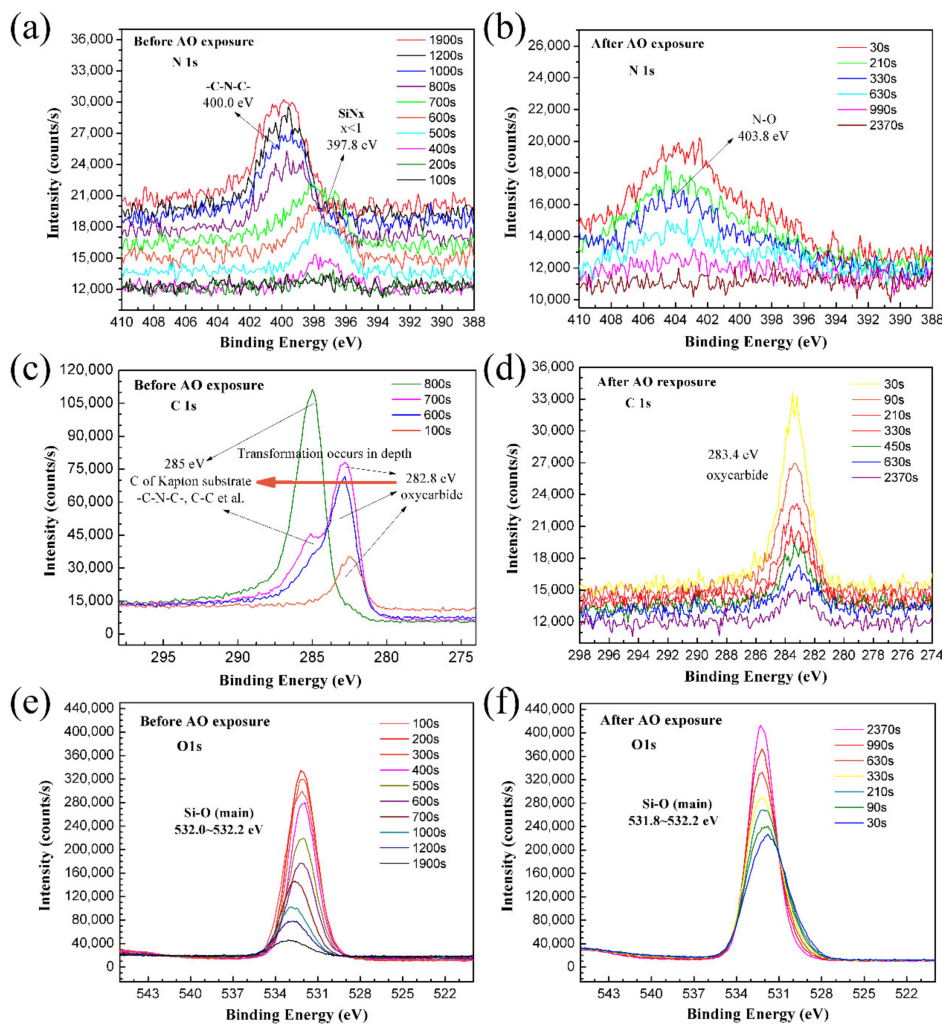 (a)
Before AO exposure
N 1s
-C-N-C-
400.0 eV
SiNx
x<1
397.8 eV
1900s
1200s
1000s
800s
700s
600s
500s
400s
200s
100s
36,000
33,000
30,000
27,000
24,000
21,000
18,000
15,000
12,000
Intensity (counts/s)
410 408 406 404 402 400 398 396 394 392 390 388
Binding Energy (eV)
(b)
After AO exposure
N 1s
N-O
403.8 eV
30s
210s
330s
630s
990s
2370s
26,000
24,000
22,000
20,000
18,000
16,000
14,000
12,000
10,000
Intensity (counts/s)
410 408 406 404 402 400 398 396 394 392 390 388
Binding Energy (eV)
(c)
Before AO exposure
C 1s
800s
700s
600s
100s
285 eV
Transformation occurs in depth
C of Kapton substrate
-C-N-C-, C-C et al.
282.8 eV
oxycarbide
120,000
105,000
90,000
75,000
60,000
45,000
30,000
15,000
0
Intensity (counts/s)
295 290 285 280 274
Binding Energy (eV)
(d)
After AO rexposure
C 1s
283.4 eV
oxycarbide
30s
90s
210s
330s
450s
630s
2370s
36,000
33,000
30,000
27,000
24,000
21,000
18,000
15,000
12,000
Intensity (counts/s)
298 296 294 292 290 288 286 284 282 280 278 276 274
Binding Energy (eV)
(e)
Before AO exposure
O1s
Si-O (main)
532.0~532.2 eV
100s
200s
300s
400s
500s
600s
700s
1000s
1200s
1900s
440,000
400,000
360,000
320,000
280,000
240,000
200,000
160,000
120,000
80,000
40,000
0
Intensity (counts/s)
543 540 537 534 531 528 525 522
Binding Energy (eV)
(f)
After AO exposure
O1s
Si-O (main)
531.8~532.2 eV
2370s
990s
630s
330s
210s
90s
30s
440,000
400,000
360,000
320,000
280,000
240,000
200,000
160,000
120,000
80,000
40,000
0
Intensity (counts/s)
543 540 537 534 531 528 525 522
Binding Energy (eV)